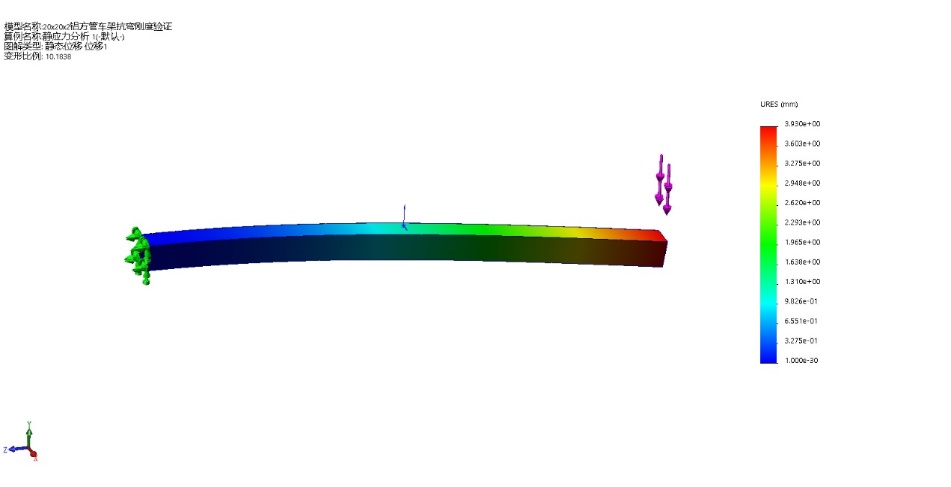 模型名称:20x20x2铝方管车架抗弯刚度验证
算例名称:静应力分析 1(-默认-)
图解类型: 静态位移 位移1
变形比例: 10.1838
URES (mm)
3.930e+00
3.603e+00
3.275e+00
2.948e+00
2.620e+00
2.293e+00
1.965e+00
1.638e+00
1.310e+00
9.826e-01
6.551e-01
3.275e-01
1.000e-30
Y
Z
X